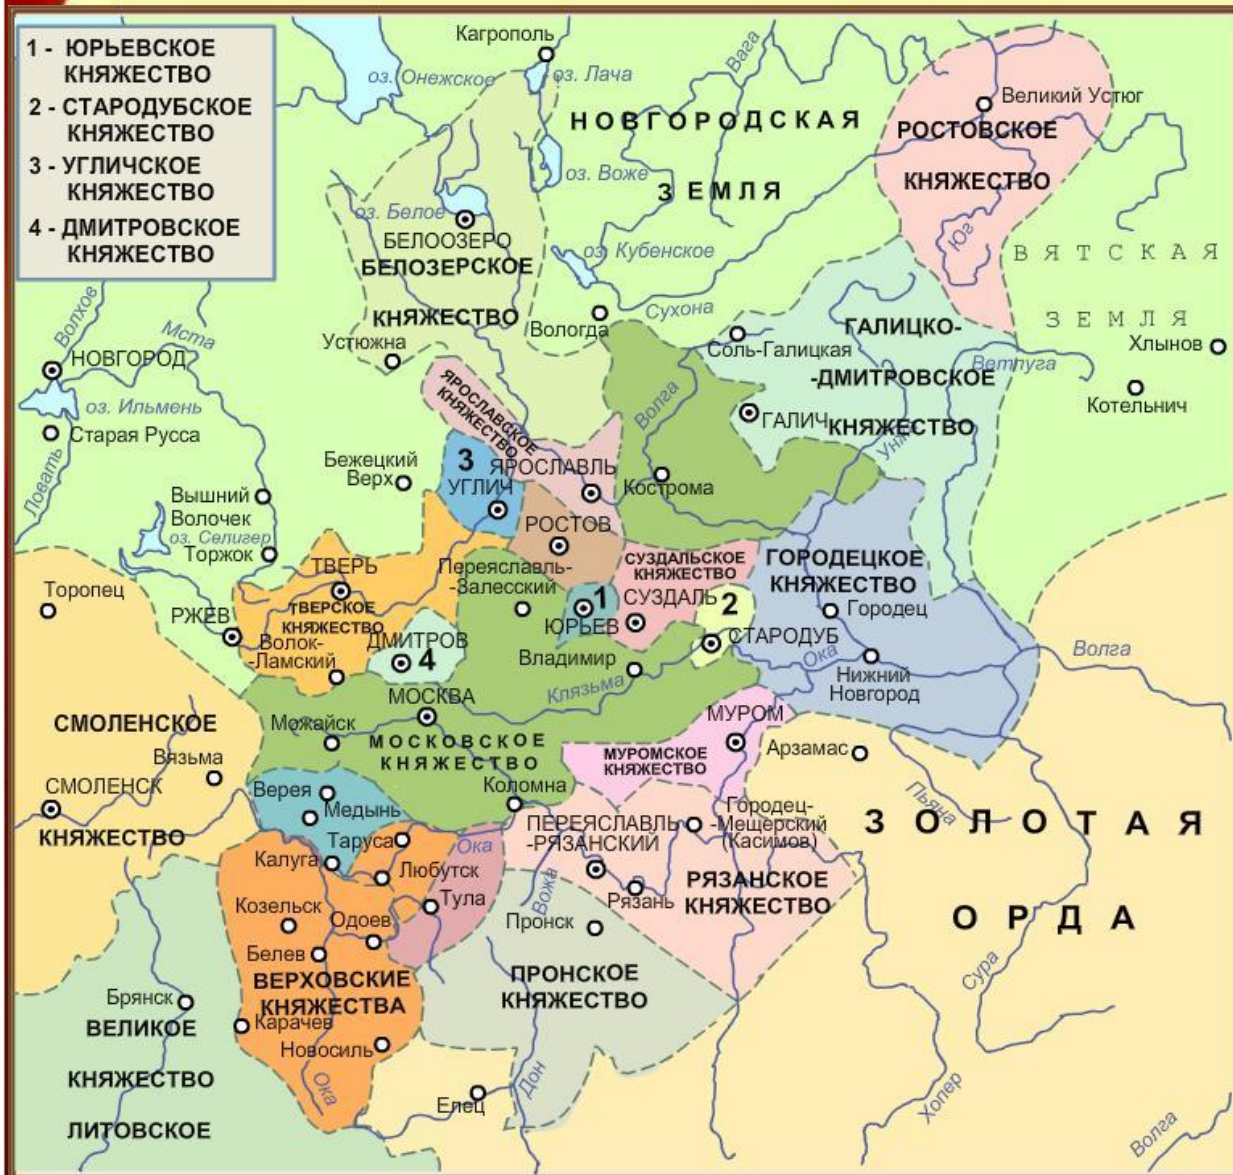 1 - ЮРЬЕВСКОЕ
КНЯЖЕСТВО
2 - СТАРОДУБСКОЕ
КНЯЖЕСТВО
3 - УГЛИЧСКОЕ
КНЯЖЕСТВО
4 - ДМИТРОВСКОЕ
КНЯЖЕСТВО
Кагрополь
оз. Онежское
оз. Лача
Вага
НОВГОРОДСКАЯ
ЗЕМЛЯ
Великий Устюг
РОСТОВСКОЕ
КНЯЖЕСТВО
оз. Воже
оз. Белое
БЕЛООЗЕРО
БЕЛОЗЕРСКОЕ
КНЯЖЕСТВО
оз. Кубенское
Юг
ВЯТСКАЯ
ЗЕМЛЯ
Волхов
Мста
НОВГОРОД
Устюжна
Вологда
Сухона
Соль-Галицкая
ГАЛИЦКО-
-ДМИТРОВСКОЕ
КНЯЖЕСТВО
Хлынов
Ветлуга
Котельнич
оз. Ильмень
Старая Русса
Ловать
ЯРОСЛАВСКОЕ
КНЯЖЕСТВО
Волга
ГАЛИЧ
Унжа
Бежецкий
Верх
3
УГЛИЧ
ЯРОСЛАВЛЬ
Кострома
Вышний
Волочек
оз. Селигер
Торжок
РОСТОВ
Торопец
ТВЕРЬ
ТВЕРСКОЕ
КНЯЖЕСТВО
Переяславль-
-Залесский
СУЗДАЛЬСКОЕ
КНЯЖЕСТВО
ГОРОДЕЦКОЕ
КНЯЖЕСТВО
РЖЕВ
ДМИТРОВ
4
1
ЮРЬЕВ
СУЗДАЛЬ
2
СТАРОДУБ
Городец
Волок-
-Ламский
Владимир
Клязьма
Ока
Нижний
Новгород
Волга
СМОЛЕНСКОЕ
КНЯЖЕСТВО
МОСКВА
Можайск
МОСКОВСКОЕ
КНЯЖЕСТВО
МУРОМ
МУРОМСКОЕ
КНЯЖЕСТВО
Арзамас
Вязьма
СМОЛЕНСК
Верея
Медынь
Коломна
Пьяна
ЗОЛОТАЯ
ОРДА
Таруса
Ока
ПЕРЕЯСЛАВЛЬ
-РЯЗАНСКИЙ
Городец-
-Мещерский
(Касимов)
Калуга
Любутск
Вожа
Рязань
РЯЗАНСКОЕ
КНЯЖЕСТВО
Козельск
Одоев
Тула
Пронск
Белев
ВЕРХОВСКИЕ
КНЯЖЕСТВА
ПРОНСКОЕ
КНЯЖЕСТВО
Сура
Брянск
ВЕЛИКОЕ
КНЯЖЕСТВО
ЛИТОВСКОЕ
Карачев
Новосиль
Ока
Елец
Дон
Хопер
Волга